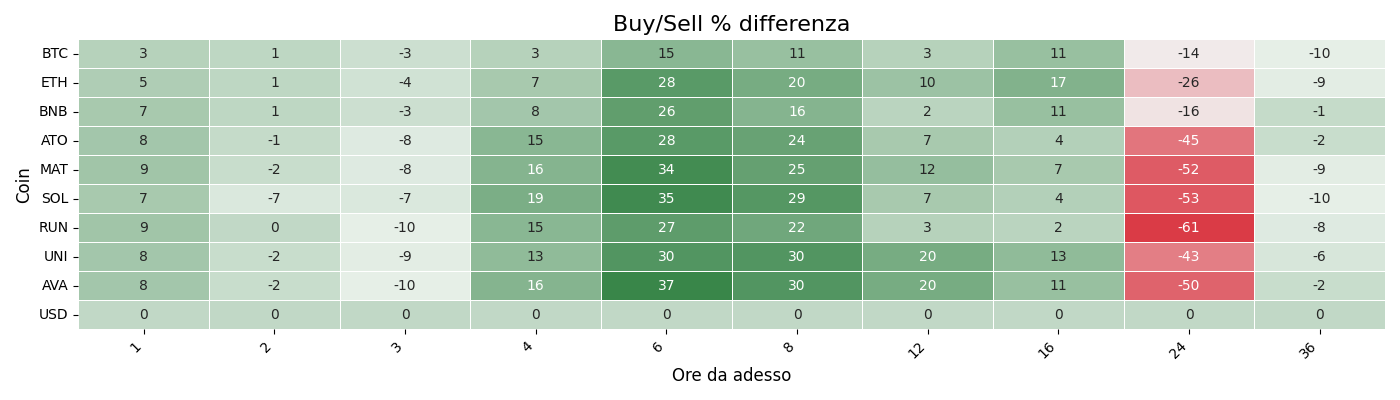 Buy/Sell % differenza
Coin
BTC 3 1 -3 3 15 11 3 11 -14 -10
ETH 5 1 -4 7 28 20 10 17 -26 -9
BNB 7 1 -3 8 26 16 2 11 -16 -1
ATO 8 -1 -8 15 28 24 7 4 -45 -2
MAT 9 -2 -8 16 34 25 12 7 -52 -9
SOL 7 -7 -7 19 35 29 7 4 -53 -10
RUN 9 0 -10 15 27 22 3 2 -61 -8
UNI 8 -2 -9 13 30 30 20 13 -43 -6
AVA 8 -2 -10 16 37 30 20 11 -50 -2
USD 0 0 0 0 0 0 0 0 0 0
1 2 3 4 6 8 12 16 24 36
Ore da adesso